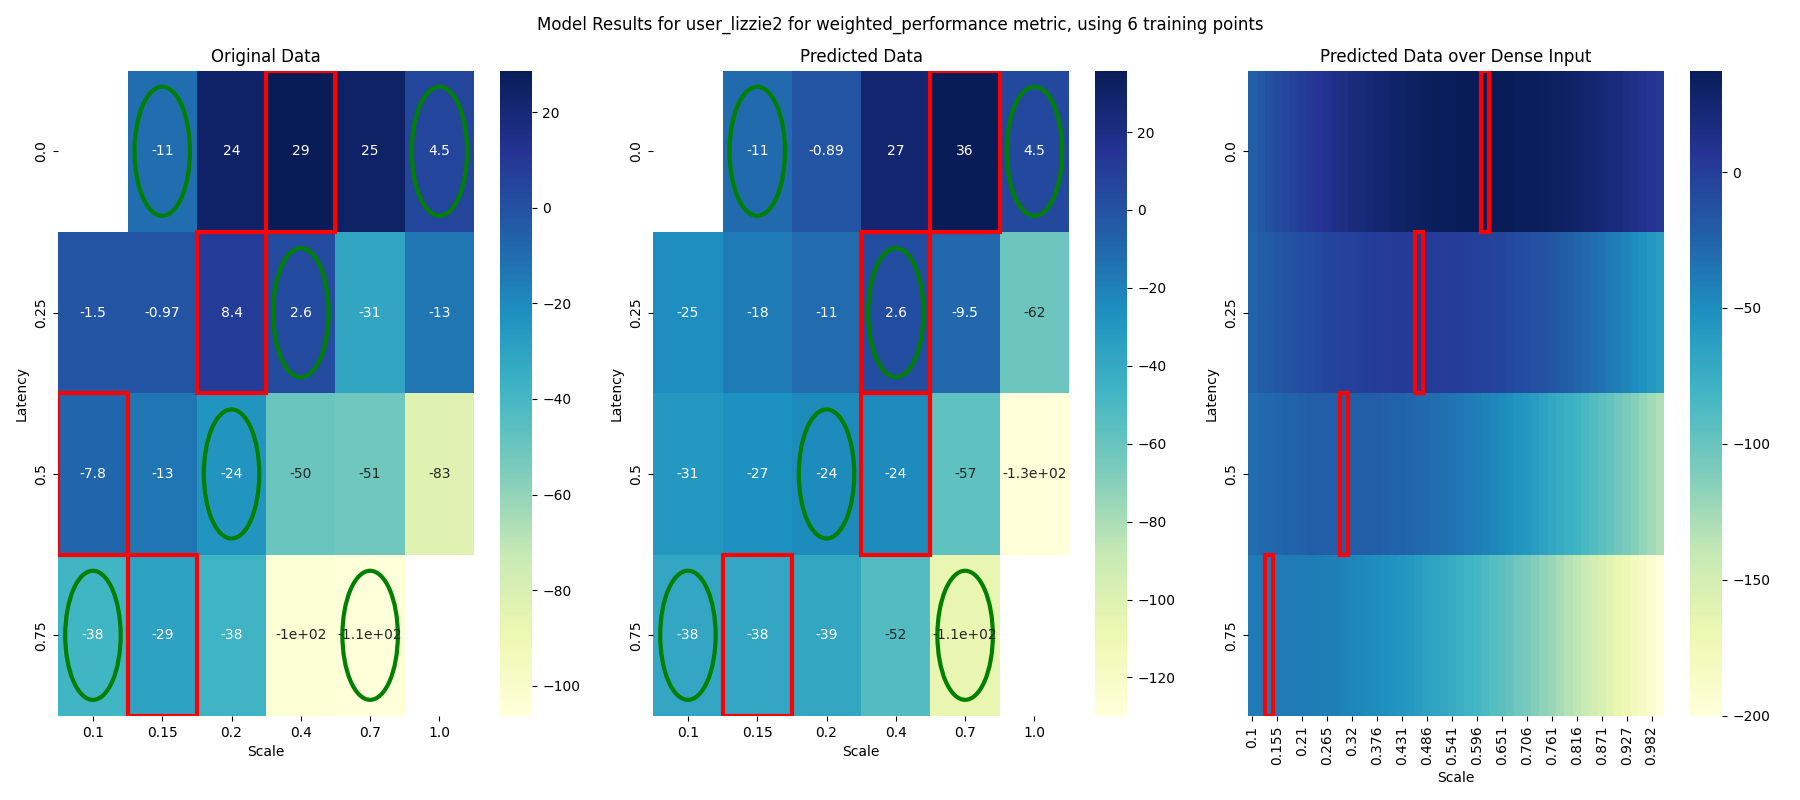 Model Results for user_lizzie2 for weighted_performance metric, using 6 training points
Original Data
Latency
0.0
0.25
0.5
0.75
-11 24 29 25 4.5
-1.5 -0.97 8.4 2.6 -31 -13
-7.8 -13 -24 -50 -51 -83
-38 -29 -38 -1e+02 -1.1e+02
0.1 0.15 0.2 0.4 0.7 1.0
Scale
20
0
−20
−40
−60
−80
−100
Predicted Data
Latency
0.0
0.25
0.5
0.75
-11 -0.89 27 36 4.5
-25 -18 -11 2.6 -9.5 -62
-31 -27 -24 -24 -57 -1.3e+02
-38 -38 -39 -52 -1.1e+02
0.1 0.15 0.2 0.4 0.7 1.0
Scale
20
0
−20
−40
−60
−80
−100
−120
Predicted Data over Dense Input
Latency
0.0
0.25
0.5
0.75
0.1 0.155 0.21 0.265 0.32 0.376 0.431 0.486 0.541 0.596 0.651 0.706 0.761 0.816 0.871 0.927 0.982
Scale
0
−50
−100
−150
−200